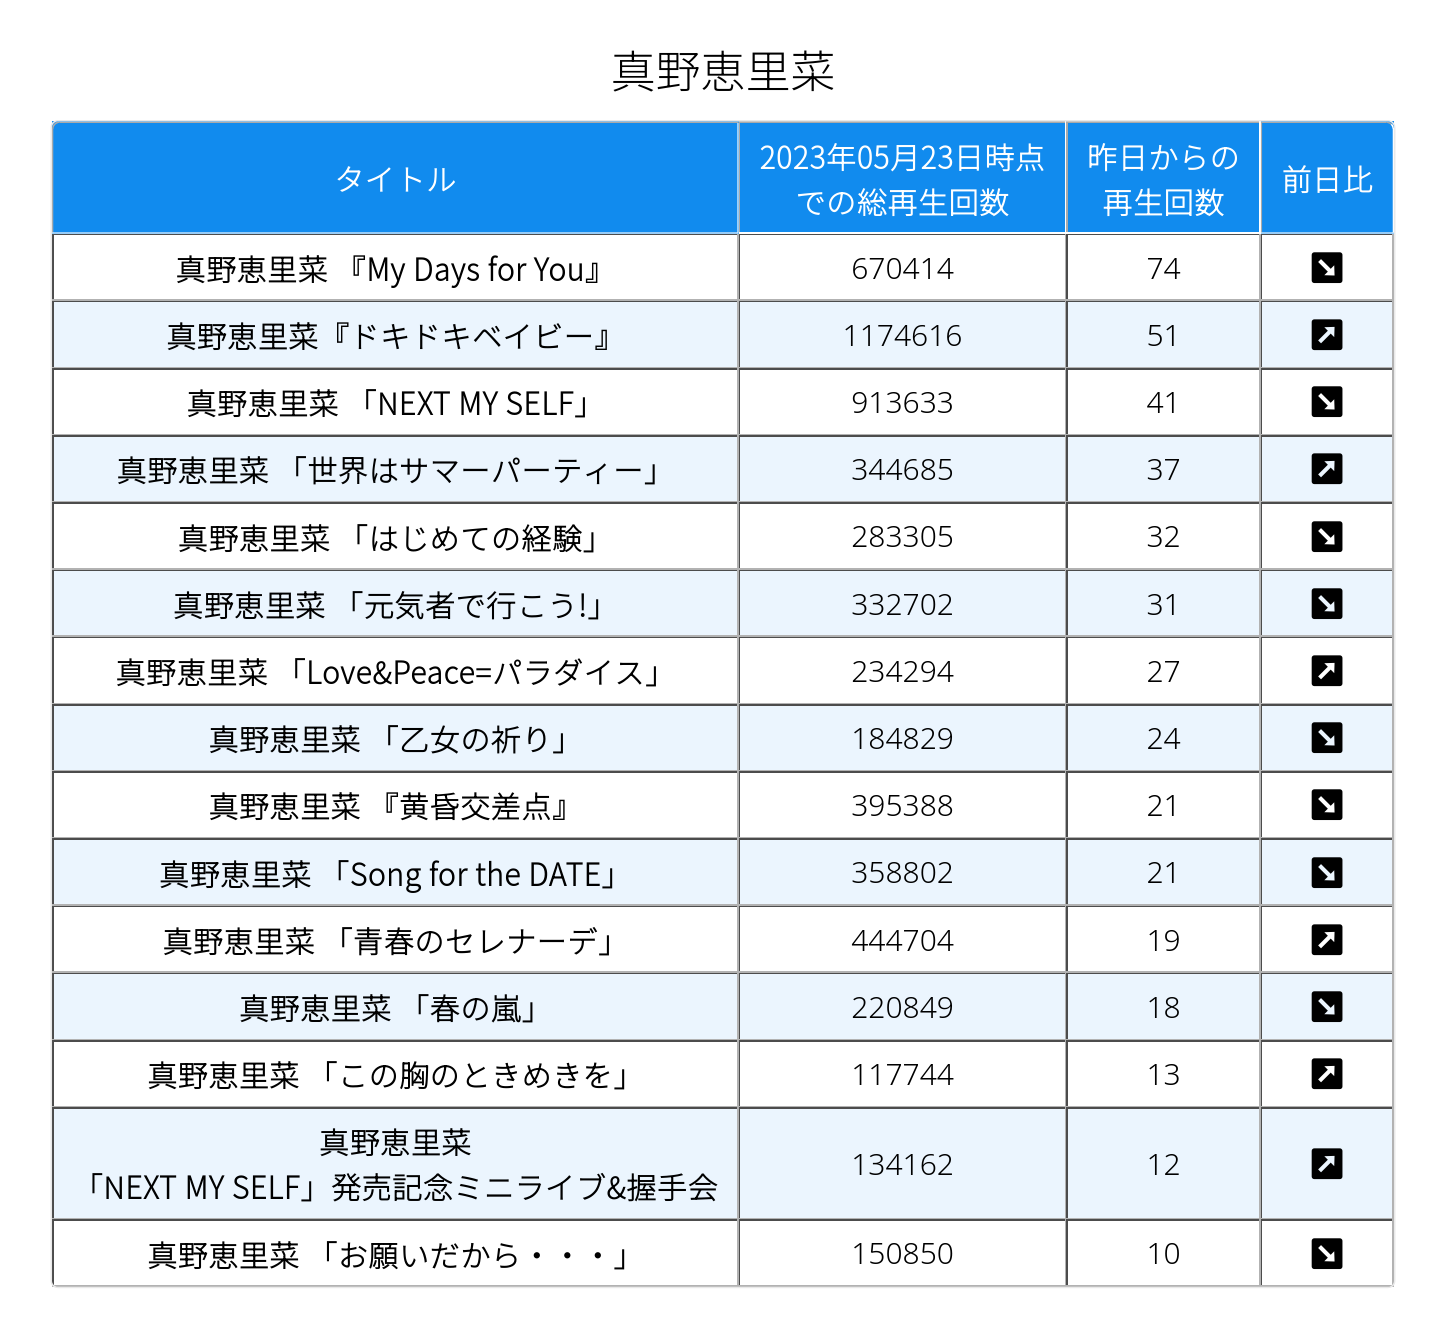 真野恵里菜
タイトル
2023年05月23日時点
での総再生回数
昨日からの
再生回数
前日比
真野恵里菜 『My Days for You』 670414 74 ↘
真野恵里菜『ドキドキベイビー』 1174616 51 ↗
真野恵里菜 「NEXT MY SELF」 913633 41 ↘
真野恵里菜 「世界はサマーパーティー」 344685 37 ↗
真野恵里菜 「はじめての経験」 283305 32 ↘
真野恵里菜 「元気者で行こう!」 332702 31 ↘
真野恵里菜 「Love&Peace=パラダイス」 234294 27 ↗
真野恵里菜 「乙女の祈り」 184829 24 ↘
真野恵里菜 『黄昏交差点』 395388 21 ↘
真野恵里菜 「Song for the DATE」 358802 21 ↘
真野恵里菜 「青春のセレナーデ」 444704 19 ↗
真野恵里菜 「春の嵐」 220849 18 ↘
真野恵里菜 「この胸のときめきを」 117744 13 ↗
真野恵里菜
「NEXT MY SELF」発売記念ミニライブ&握手会 134162 12 ↗
真野恵里菜 「お願いだから・・・」 150850 10 ↘